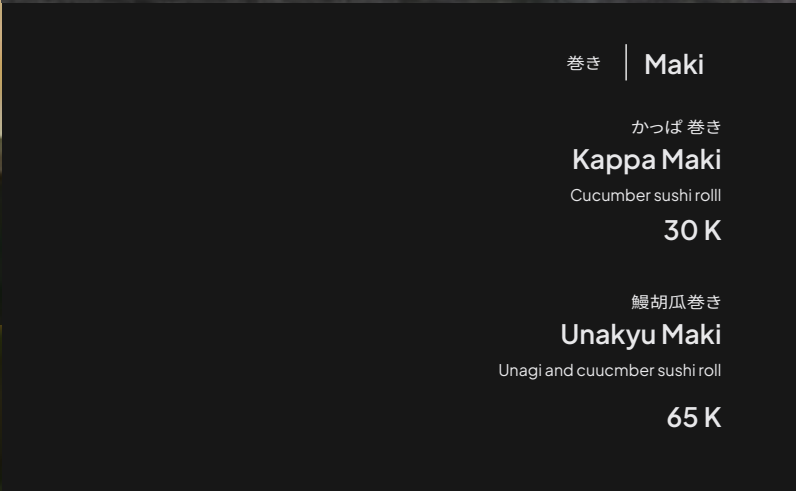 巻き | Maki
かっぱ 巻き
Kappa Maki
Cucumber sushi rolll
30 K
鰻胡瓜巻き
Unakyu Maki
Unagi and cuucmber sushi roll
65 K